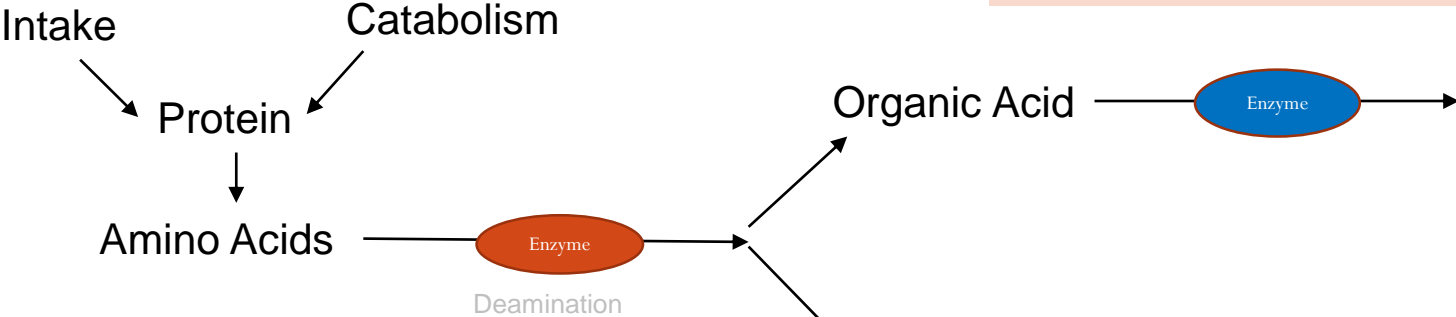 Intake
Catabolism
Protein
Organic Acid
Enzyme
Amino Acids
Enzyme
Deamination